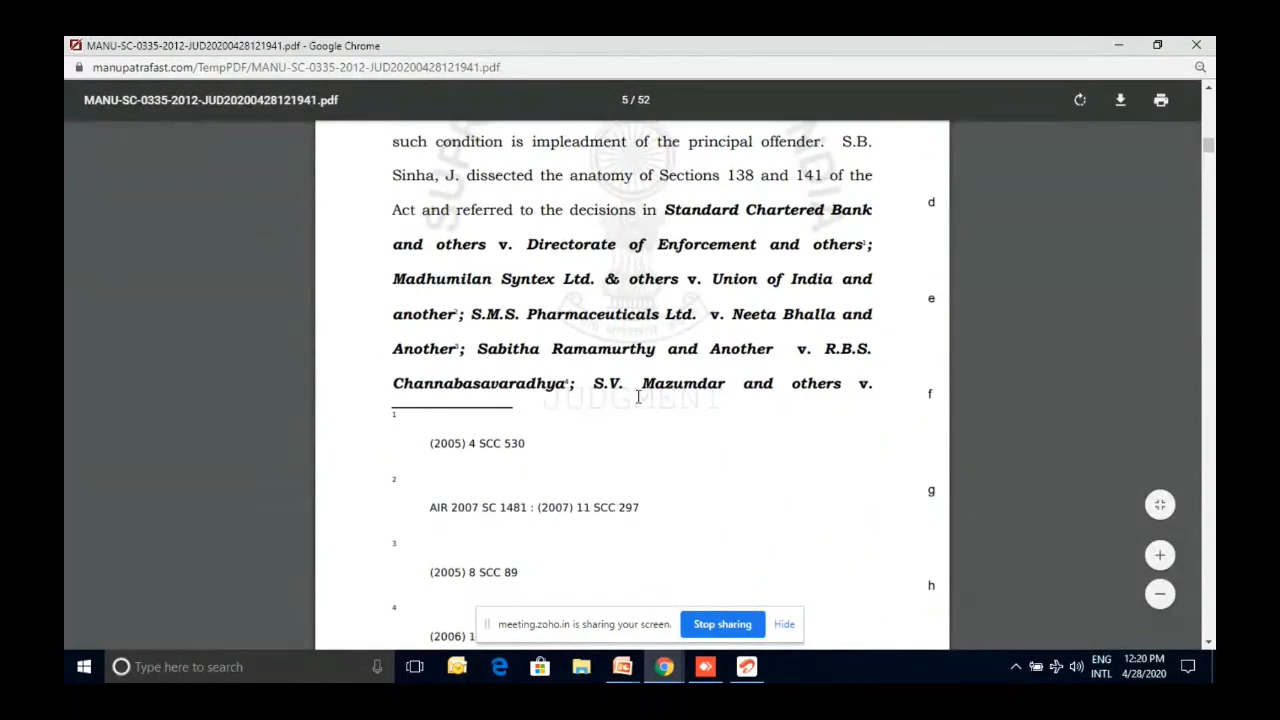 MANU-SC-0335-2012-JUD20200428121941.pdf - Google Chrome
manupatrafast.com/TempPDF/MANU-SC-0335-2012-JUD20200428121941.pdf
MANU-SC-0335-2012-JUD20200428121941.pdf 5 / 52
such condition is impleadment of the principal offender. S.B.
Sinha, J. dissected the anatomy of Sections 138 and 141 of the
d
Act and referred to the decisions in Standard Chartered Bank
and others v. Directorate of Enforcement and others1;
Madhumilan Syntex Ltd. & others v. Union of India and
e
another2; S.M.S. Pharmaceuticals Ltd. v. Neeta Bhalla and
Another3; Sabitha Ramamurthy and Another v. R.B.S.
Channabasavaradhya4; S.V. Mazumdar and others v.
f
JUDGMENT
1
(2005) 4 SCC 530
2
g
AIR 2007 SC 1481 : (2007) 11 SCC 297
3
(2005) 8 SCC 89
h
4
(2006) 1
meeting.zoho.in is sharing your screen. Stop sharing Hide
Type here to search
ENG 12:20 PM
INTL 4/28/2020